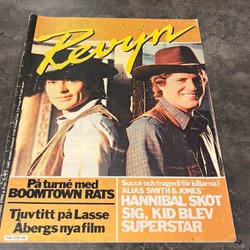 VECKO
Revyn
På turné med
BOOMTOWN RATS
Tjuvtitt på Lasse
Åbergs nya film
Succé och tragedi för killarna i
ALIAS SMITH & JONES
HANNIBAL SKÖT
SIG, KID BLEV
SUPERSTAR